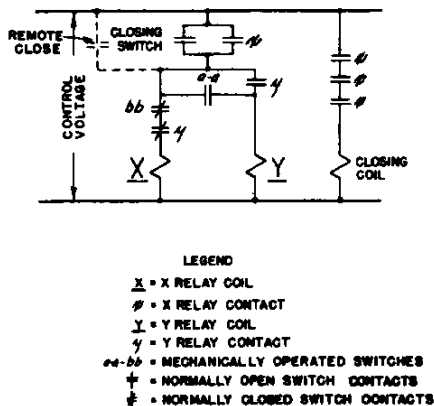 REMOTE CLOSE
CLOSING SWITCH
CONTROL VOLTAGE
a-a
y
bb
y
X
Y
CLOSING COIL
LEGEND
X = X RELAY COIL
= X RELAY CONTACT
Y = Y RELAY COIL
y = Y RELAY CONTACT
aa-bb = MECHANICALLY OPERATED SWITCHES
= NORMALLY OPEN SWITCH CONTACTS
= NORMALLY CLOSED SWITCH CONTACTS